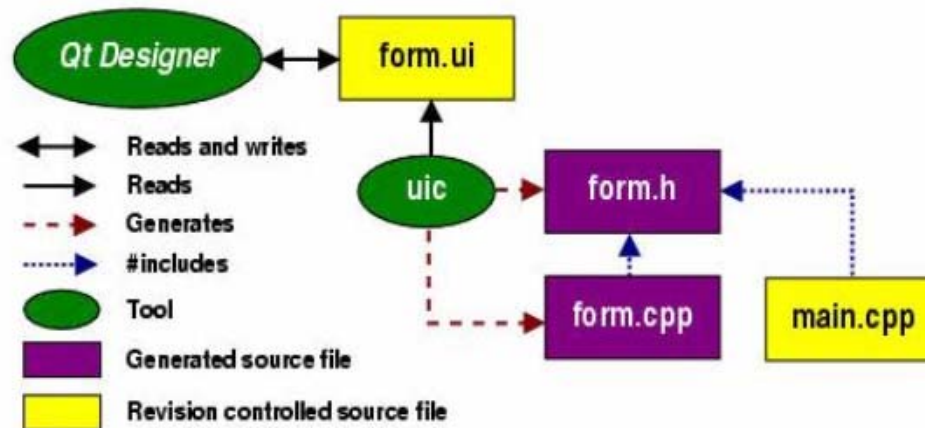 Qt Designer
form.ui
Reads and writes
Reads
uic
form.h
Generates
#includes
Tool
form.cpp
main.cpp
Generated source file
Revision controlled source file